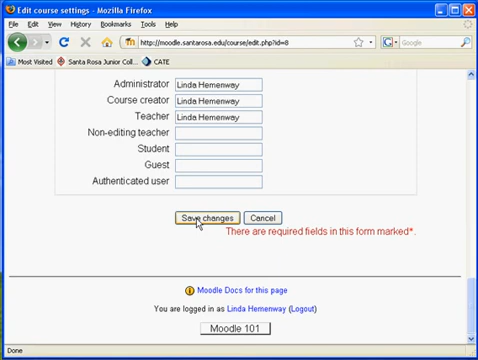 Edit course settings - Mozilla Firefox
File Edit View History Bookmarks Tools Help
http://moodle.santarosa.edu/course/edit.php?id=8
Google
Most Visited Santa Rosa Junior Col... CATE
Administrator Linda Hemenway
Course creator Linda Hemenway
Teacher Linda Hemenway
Non-editing teacher
Student
Guest
Authenticated user
Save changes Cancel
There are required fields in this form marked*.
Moodle Docs for this page
You are logged in as Linda Hemenway (Logout)
Moodle 101
Done